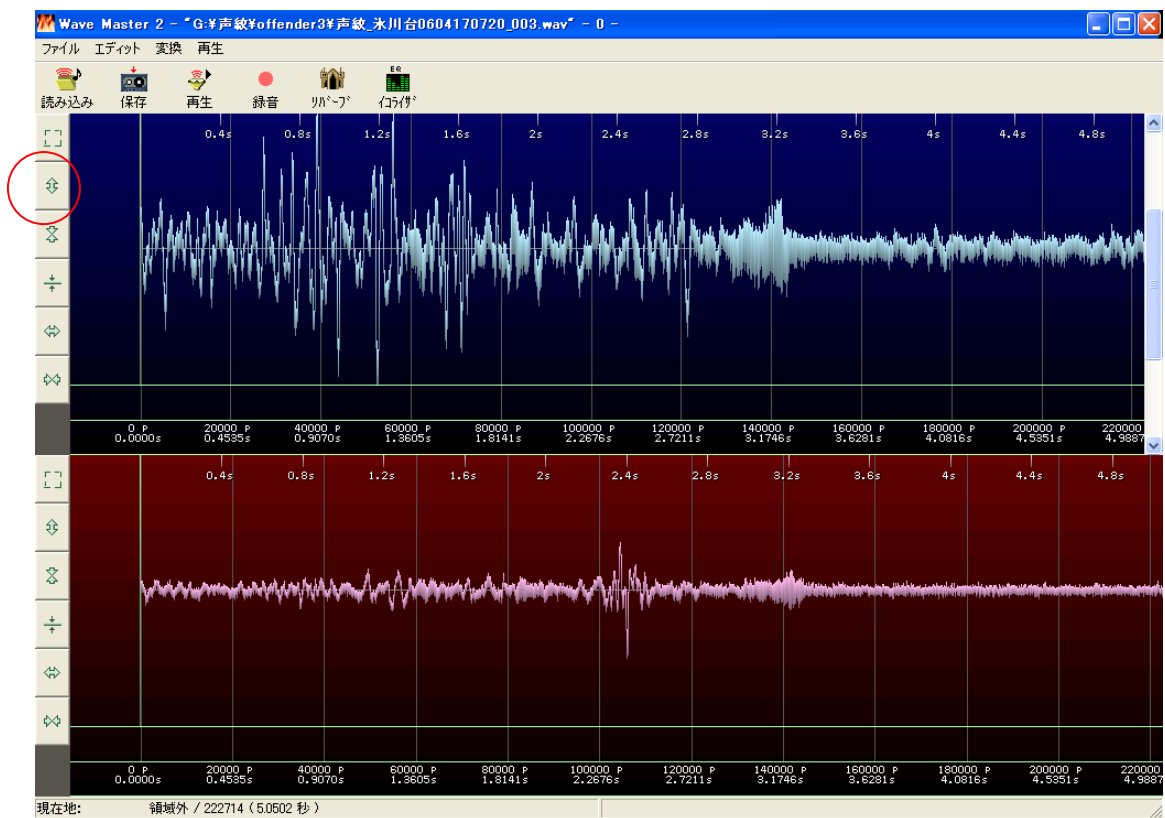 Wave Master 2 - "G:¥声紋¥offender3¥声紋_氷川台0604170720_003.wav" - 0 -
ファイル エディット 変換 再生
EQ
読み込み 保存 再生 録音 ﾘﾊﾞｰﾌﾞ ｲｺﾗｲｻﾞ
0.4s 0.8s 1.2s 1.6s 2s 2.4s 2.8s 3.2s 3.6s 4s 4.4s 4.8s
0 P 20000 P 40000 P 60000 P 80000 P 100000 P 120000 P 140000 P 160000 P 180000 P 200000 P 220000
0.0000s 0.4535s 0.9070s 1.3605s 1.8141s 2.2676s 2.7211s 3.1746s 3.6281s 4.0816s 4.5351s 4.9887
0.4s 0.8s 1.2s 1.6s 2s 2.4s 2.8s 3.2s 3.6s 4s 4.4s 4.8s
0 P 20000 P 40000 P 60000 P 80000 P 100000 P 120000 P 140000 P 160000 P 180000 P 200000 P 220000
0.0000s 0.4535s 0.9070s 1.3605s 1.8141s 2.2676s 2.7211s 3.1746s 3.6281s 4.0816s 4.5351s 4.9887
現在地: 領域外 / 222714 ( 5.0502 秒 )